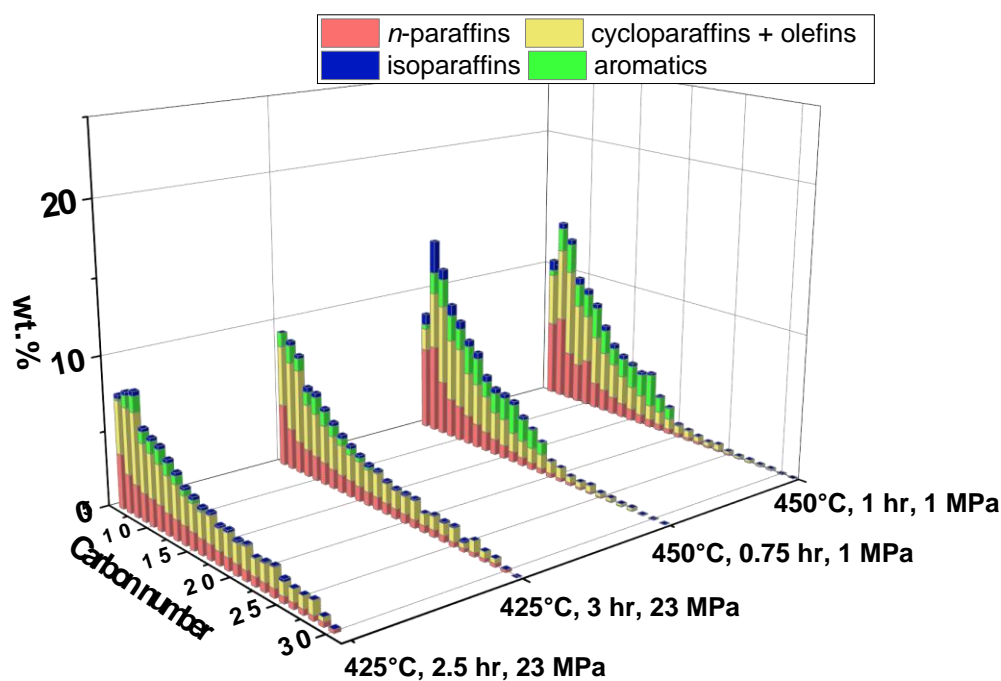 n-paraffins cycloparaffins + olefins
isoparaffins aromatics
20
10
0
wt.%
5
10
15
20
25
30
Carbon number
450°C, 1 hr, 1 MPa
450°C, 0.75 hr, 1 MPa
425°C, 3 hr, 23 MPa
425°C, 2.5 hr, 23 MPa